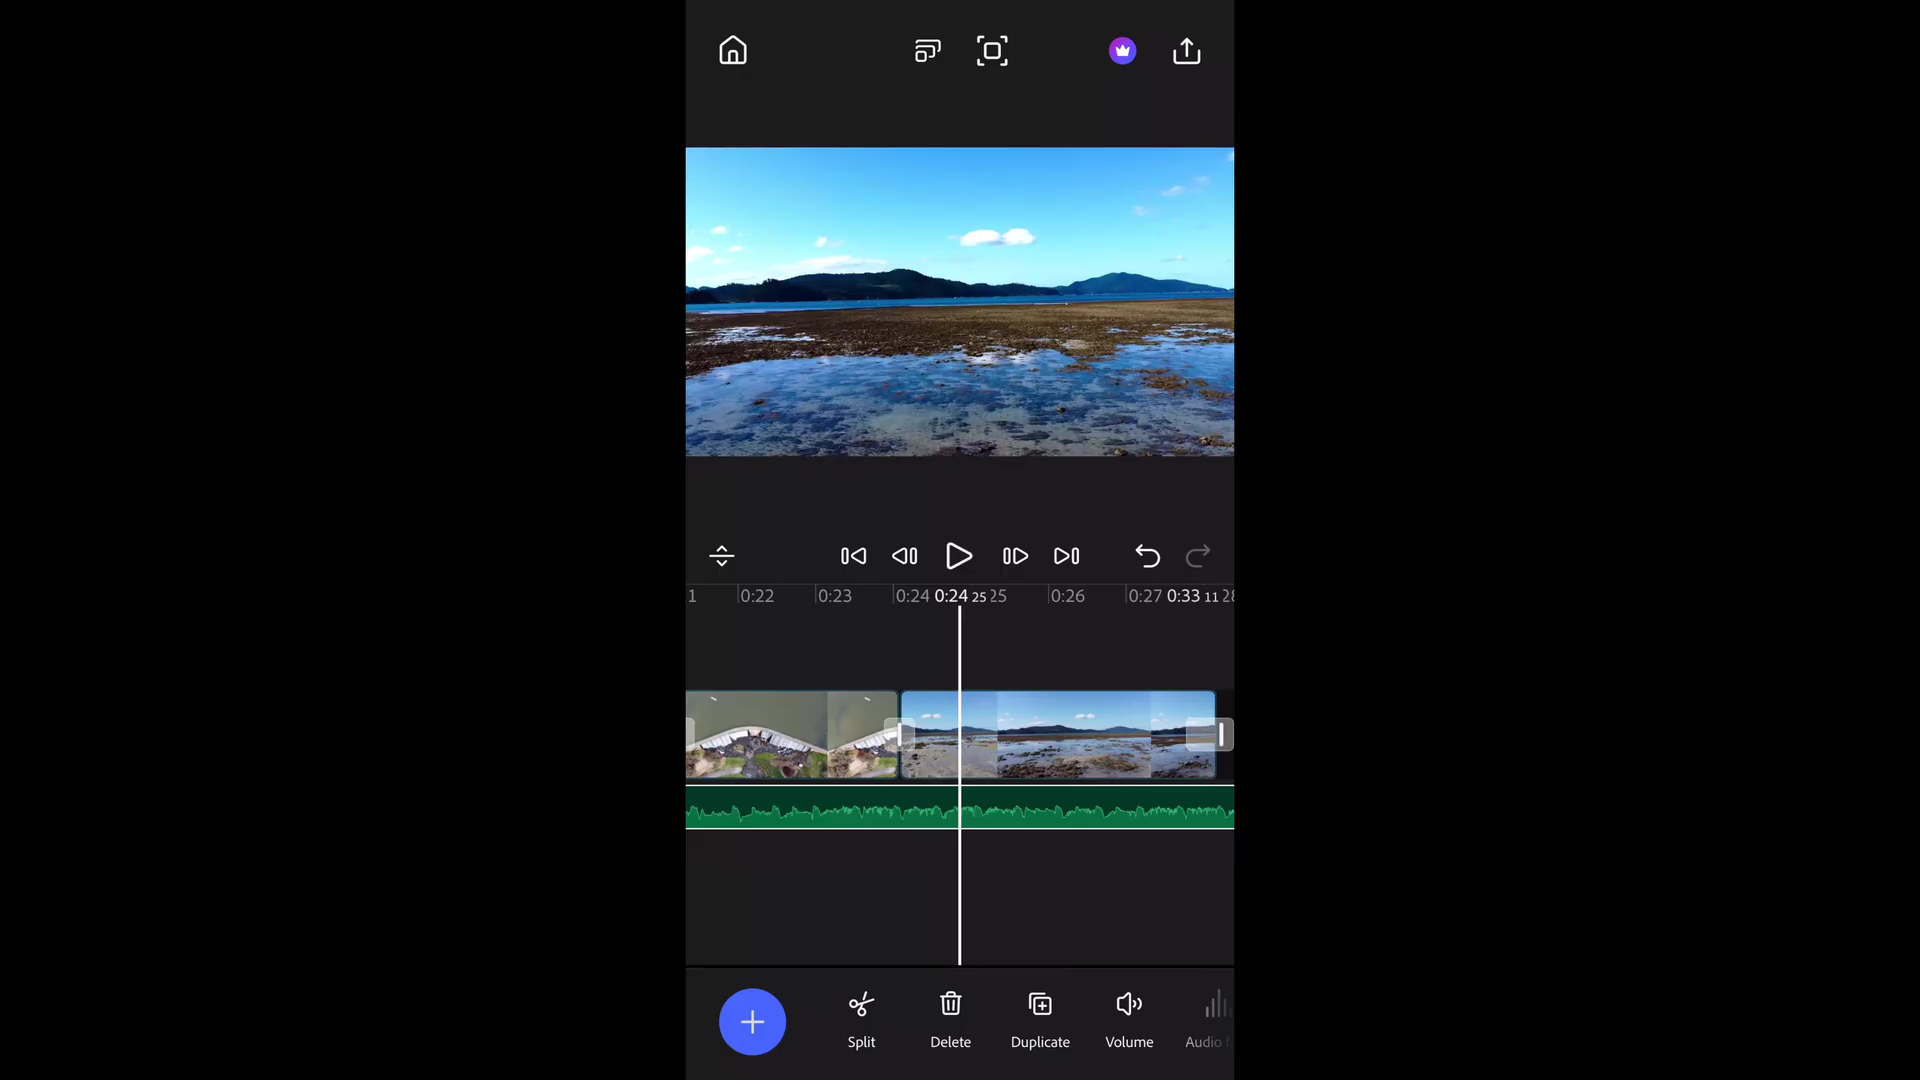 1 0:22 0:23 0:24 0:24 25 25 0:26 0:27 0:33 11 28
Split Delete Duplicate Volume Audio